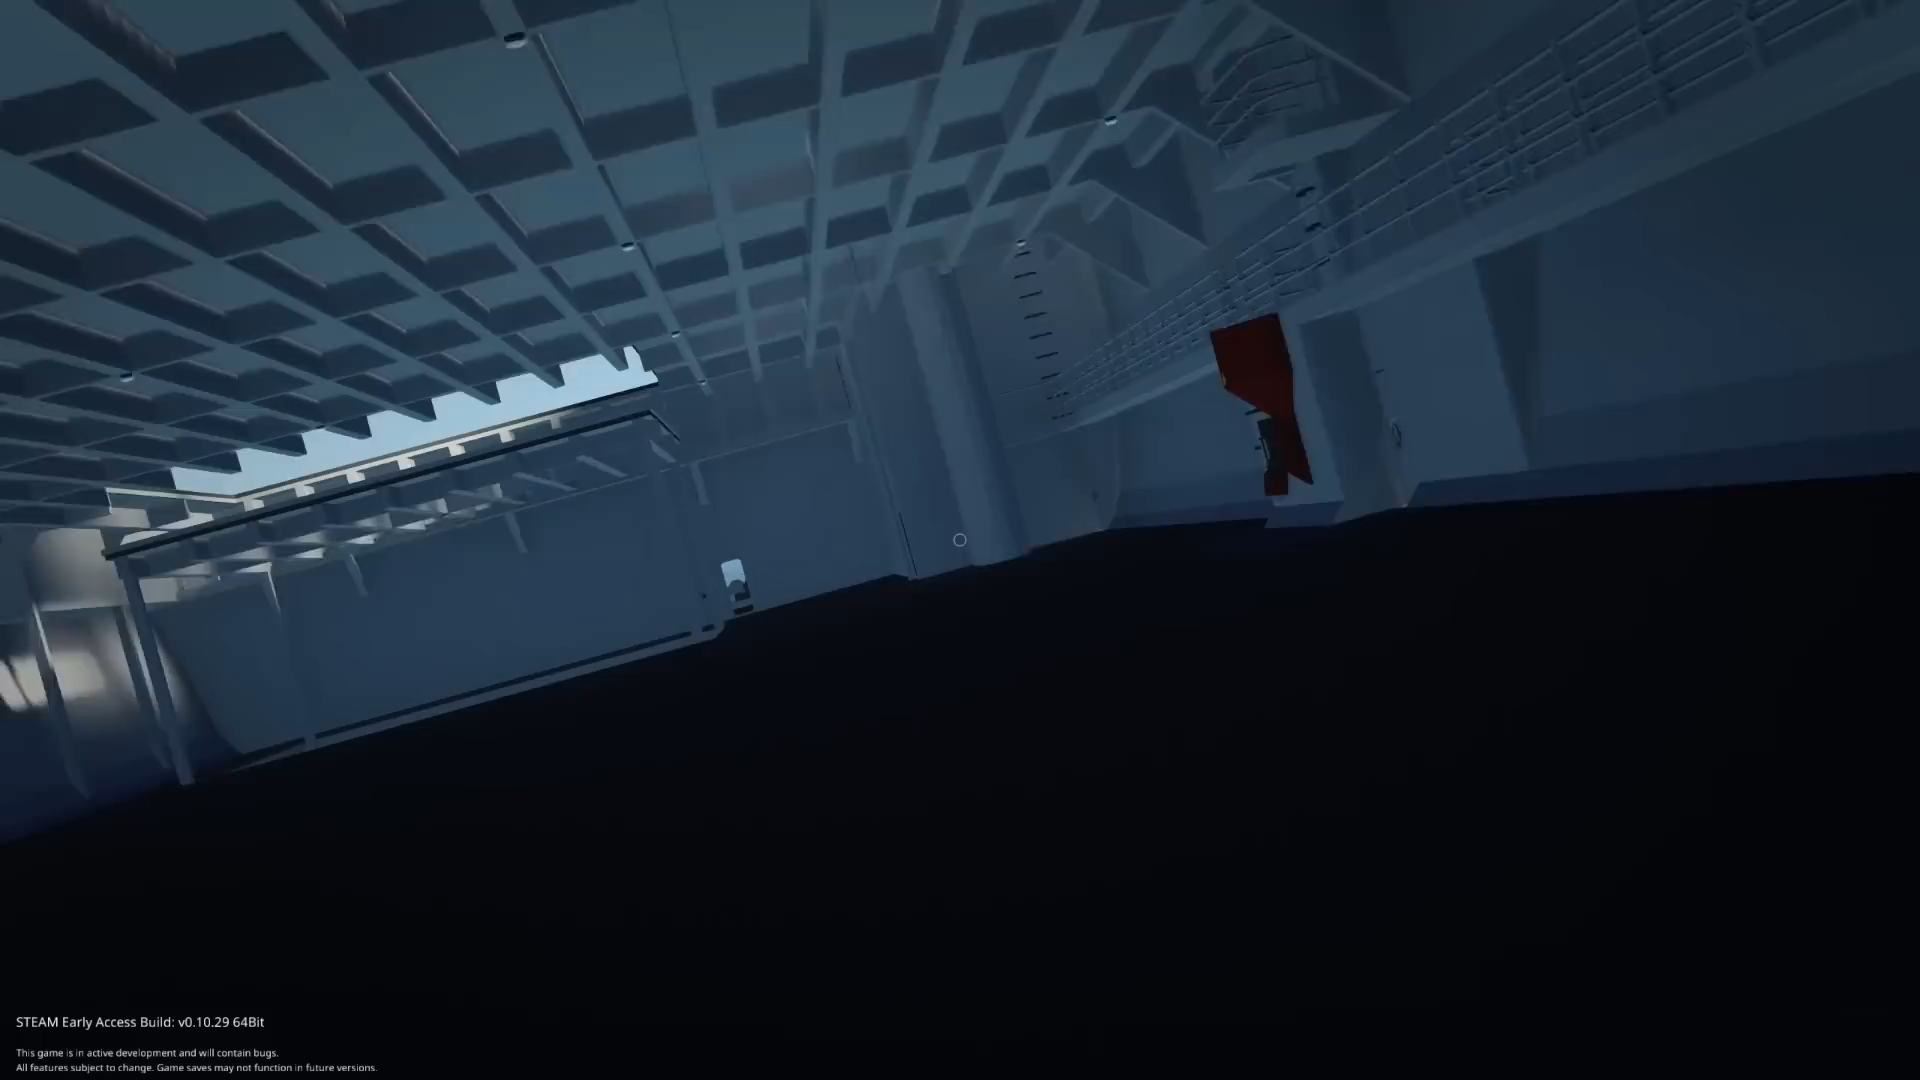 STEAM Early Access Build: v0.10.29 64Bit
This game is in active development and will contain bugs.
All features subject to change. Game saves may not function in future versions.